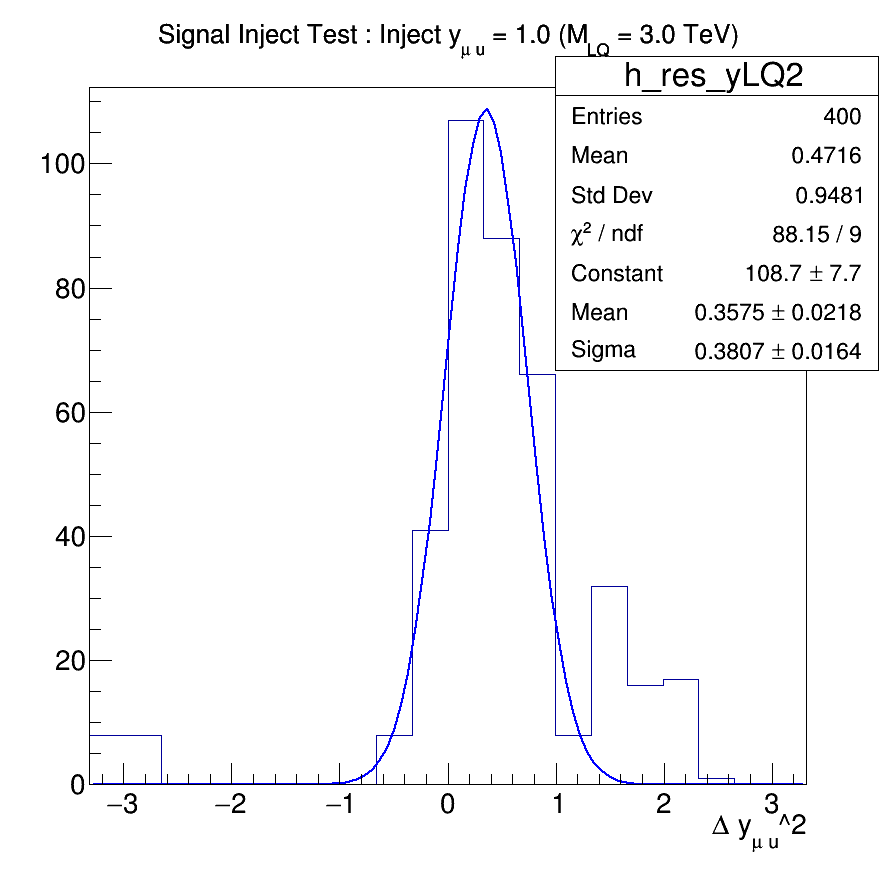 Signal Inject Test : Inject y_μ u = 1.0 (M_LQ = 3.0 TeV)
h_res_yLQ2
Entries 400
Mean 0.4716
Std Dev 0.9481
χ² / ndf 88.15 / 9
Constant 108.7 ± 7.7
Mean 0.3575 ± 0.0218
Sigma 0.3807 ± 0.0164
100
80
60
40
20
0
−3 −2 −1 0 1 2 3
Δ y_μ u^2